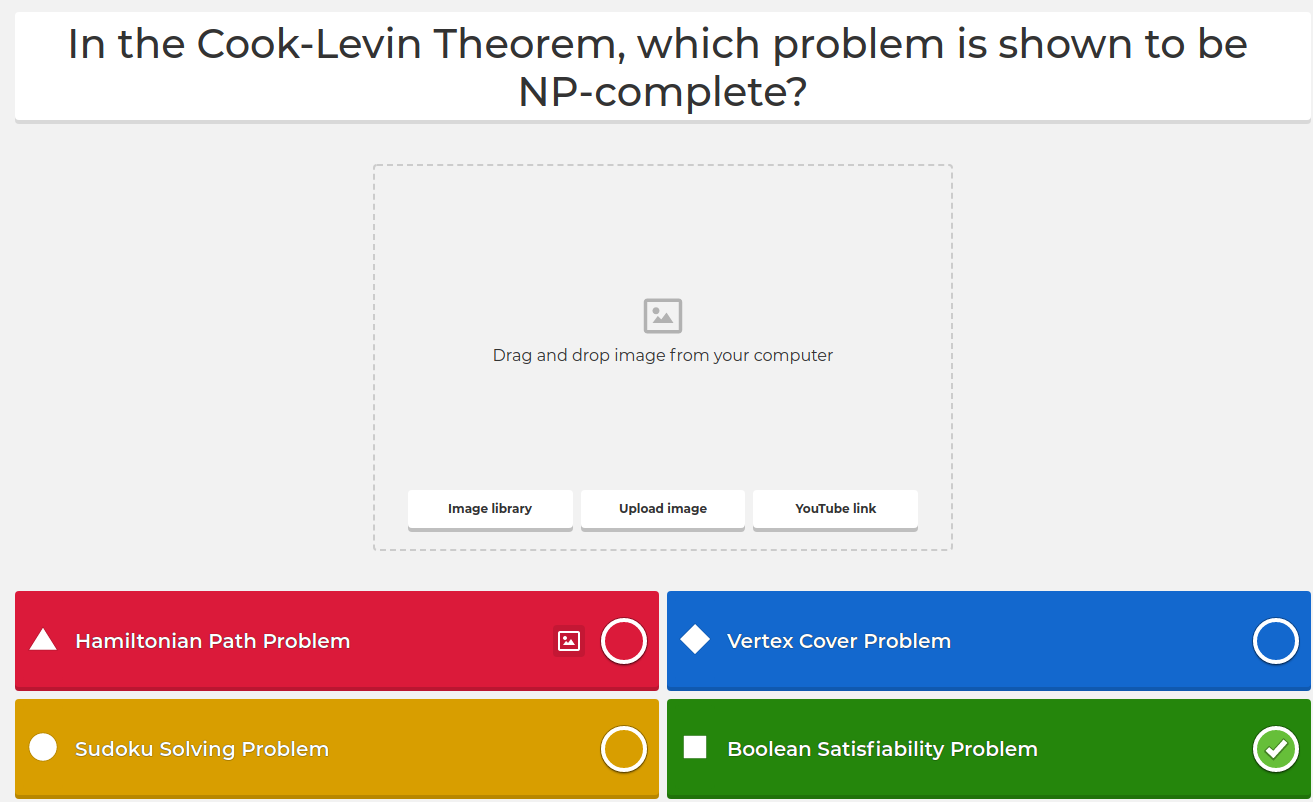 In the Cook-Levin Theorem, which problem is shown to be
NP-complete?
Drag and drop image from your computer
Image library
Upload image
YouTube link
Hamiltonian Path Problem
Vertex Cover Problem
Sudoku Solving Problem
Boolean Satisfiability Problem